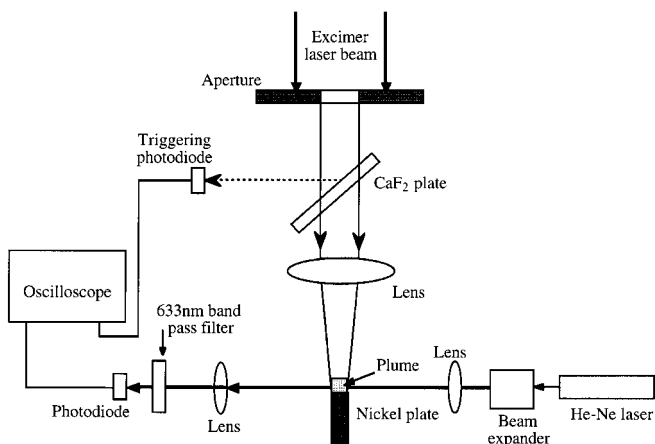 Excimer
laser beam
Aperture
Triggering
photodiode
CaF₂ plate
Oscilloscope
Lens
633nm band
pass filter
Plume
Lens
Photodiode
Lens
Nickel plate
Beam
expander
He-Ne laser